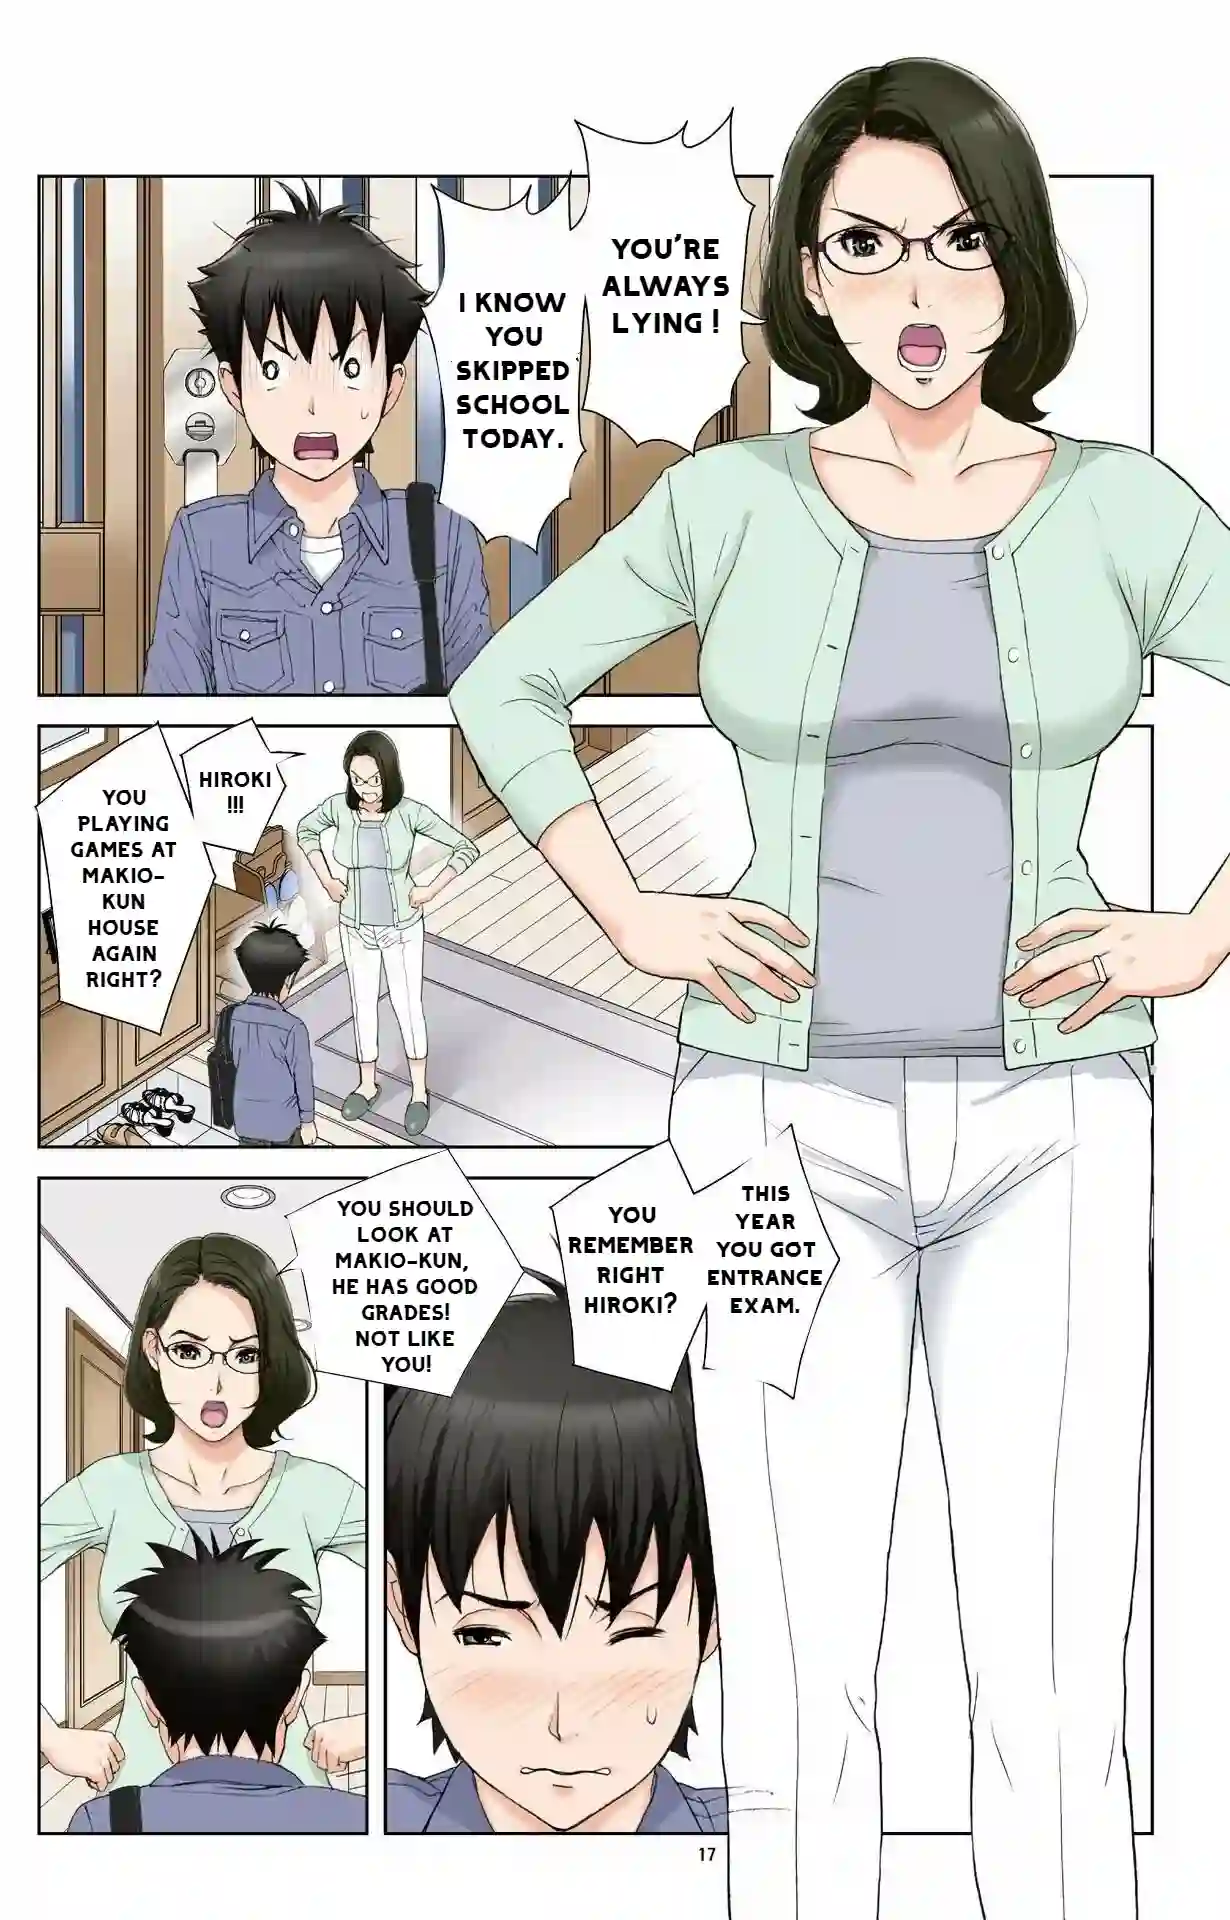 YOU'RE
ALWAYS
LYING!
I KNOW
YOU
SKIPPED
SCHOOL
TODAY.
HIROKI
!!!
YOU
PLAYING
GAMES AT
MAKIO-
KUN
HOUSE
AGAIN
RIGHT?
YOU SHOULD
LOOK AT
MAKIO-KUN,
HE HAS GOOD
GRADES!
NOT LIKE
YOU!
YOU
REMEMBER
RIGHT
HIROKI?
THIS
YEAR
YOU GOT
ENTRANCE
EXAM.
17